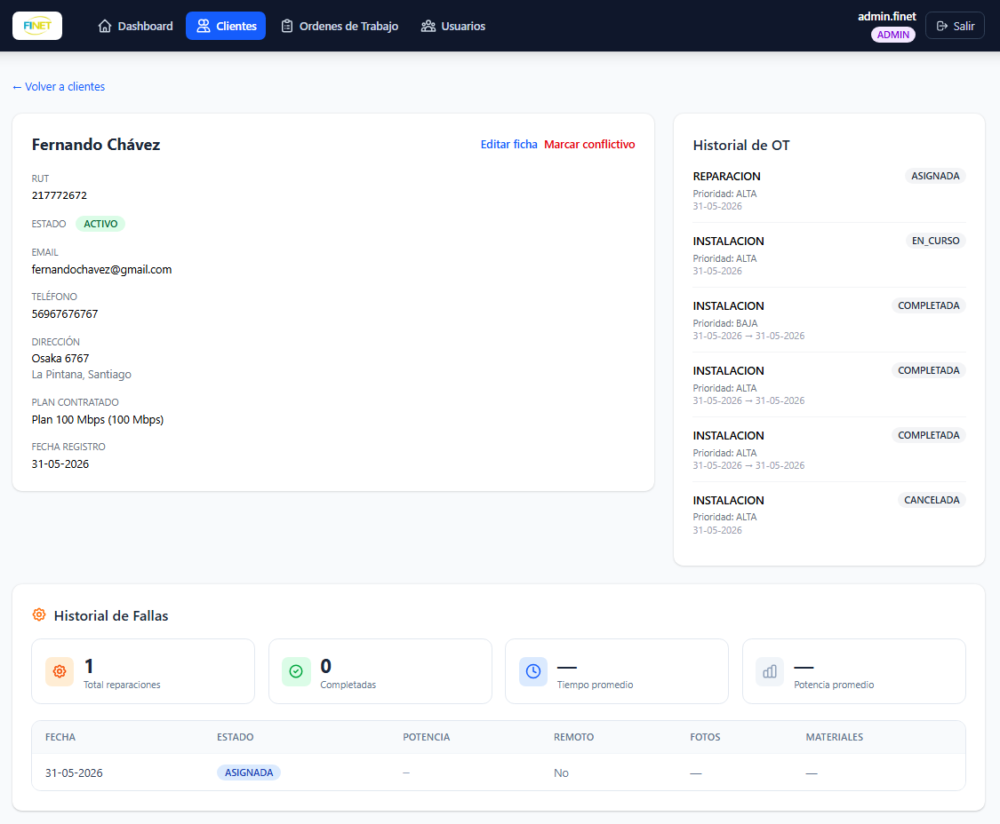 FINET
Dashboard
Clientes
Ordenes de Trabajo
Usuarios
admin.finet
ADMIN
Salir
← Volver a clientes
Fernando Chávez
Editar ficha
Marcar conflictivo
RUT
217772672
ESTADO ACTIVO
EMAIL
fernandochavez@gmail.com
TELÉFONO
56967676767
DIRECCIÓN
Osaka 6767
La Pintana, Santiago
PLAN CONTRATADO
Plan 100 Mbps (100 Mbps)
FECHA REGISTRO
31-05-2026
Historial de OT
REPARACION ASIGNADA
Prioridad: ALTA
31-05-2026
INSTALACION EN_CURSO
Prioridad: ALTA
31-05-2026
INSTALACION COMPLETADA
Prioridad: BAJA
31-05-2026 → 31-05-2026
INSTALACION COMPLETADA
Prioridad: ALTA
31-05-2026 → 31-05-2026
INSTALACION COMPLETADA
Prioridad: ALTA
31-05-2026 → 31-05-2026
INSTALACION CANCELADA
Prioridad: ALTA
31-05-2026
Historial de Fallas
1
Total reparaciones
0
Completadas
—
Tiempo promedio
—
Potencia promedio
FECHA ESTADO POTENCIA REMOTO FOTOS MATERIALES
31-05-2026 ASIGNADA – No — —